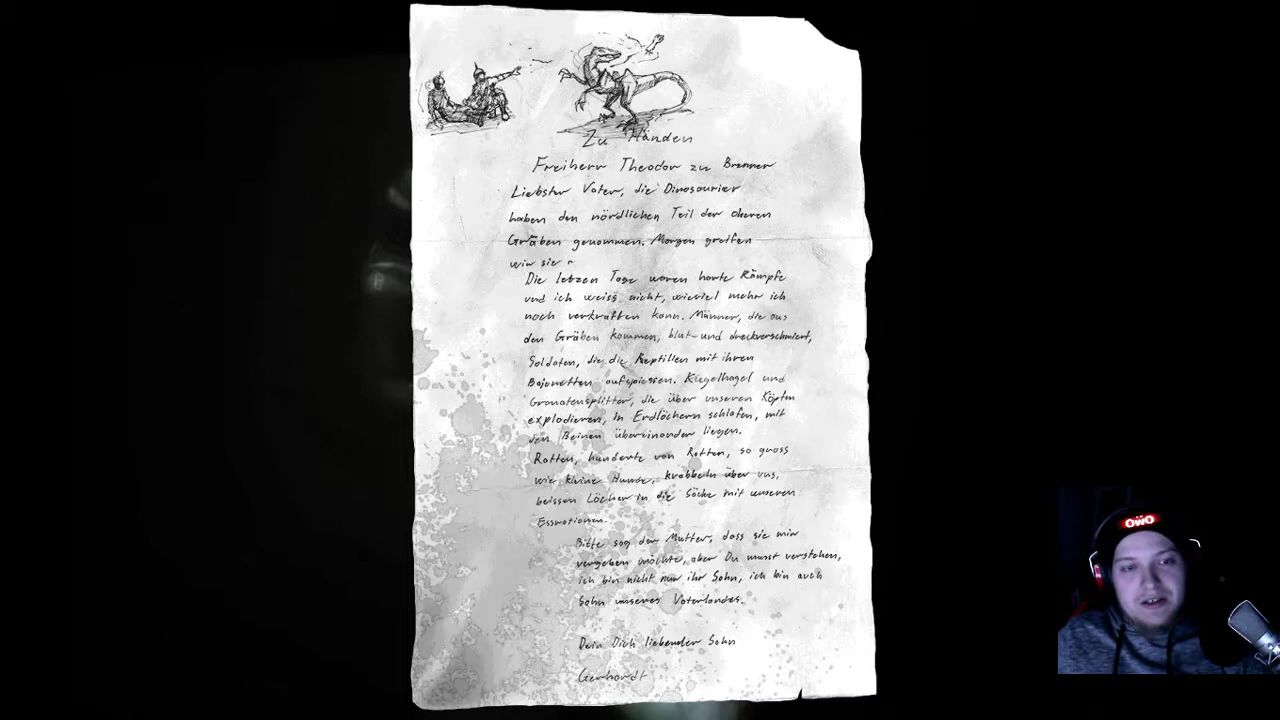 Zu Händen
Freiherr Theodor zu Brenner
Liebster Vater, die Dinosaurier
haben den nördlichen Teil der oberen
Gräben genommen. Morgen greifen
wir sie
Die letzen Tage waren harte Kämpfe
und ich weiss nicht, wieviel mehr ich
noch verkraften kann. Männer, die aus
den Gräben kommen, blut- und dreckverschmiert,
Soldaten, die die Reptilien mit ihren
Bajonetten aufspiessen. Kugelhagel und
Granatensplitter, die über unseren Köpfen
explodieren, In Erdlöchern schlafen, mit
den Beinen übereinander liegen.
Ratten, hunderte von Ratten, so gross
wie kleine Hunde, krabbeln über uns,
beissen Löcher in die Säcke mit unseren
Essrationen.
Bitte sag der Mutter, dass sie mir
vergeben möchte, aber Du musst verstehen,
ich bin nicht nur ihr Sohn, ich bin auch
Sohn unseres Vaterlandes.
Dein Dich liebender Sohn
Gerhardt
OWO